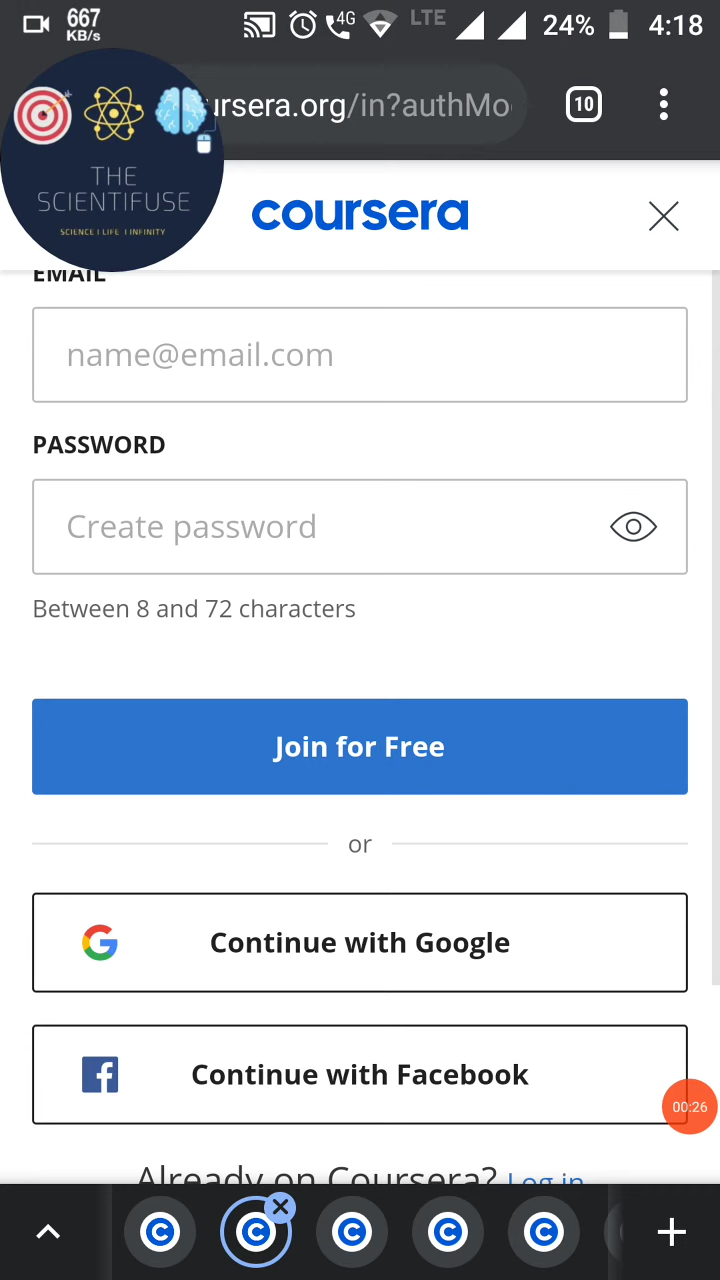 667
KB/s
4G
LTE
24%
4:18
ursera.org/in?authMo
10
THE
SCIENTIFUSE
SCIENCE | LIFE | INFINITY
coursera
EMAIL
name@email.com
PASSWORD
Create password
Between 8 and 72 characters
Join for Free
or
Continue with Google
Continue with Facebook
00:26
Already on Coursera? Log in